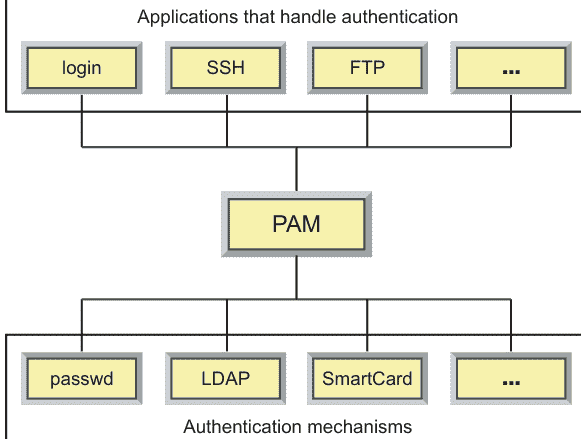 Applications that handle authentication
login
SSH
FTP
...
PAM
passwd
LDAP
SmartCard
...
Authentication mechanisms